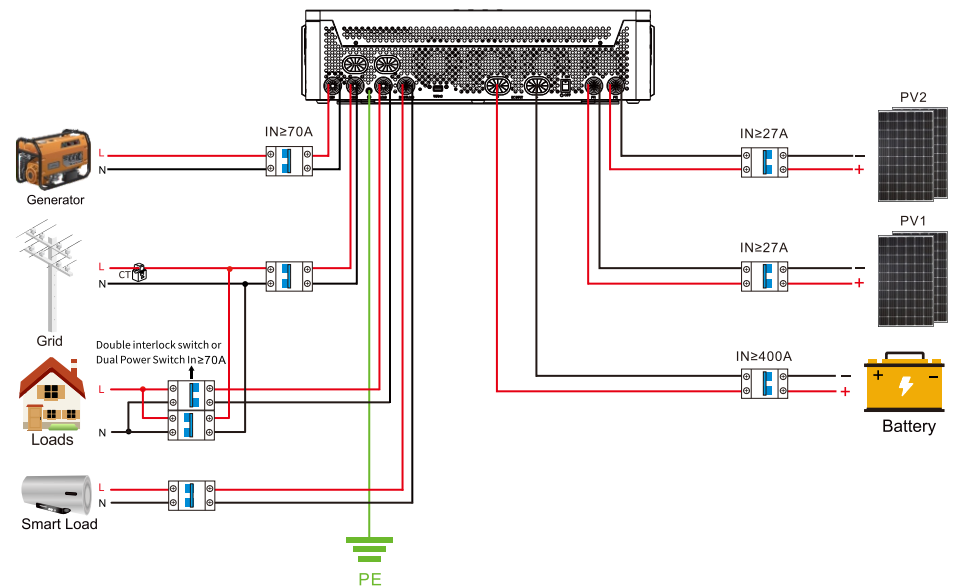 PV2
IN≥70A
IN≥27A
L
N
−
+
Generator
PV1
IN≥27A
L
CT
N
−
+
Grid
Double interlock switch or
Dual Power Switch In≥70A
IN≥400A
L
−
+
+ −
N
Loads
Battery
L
N
Smart Load
PE